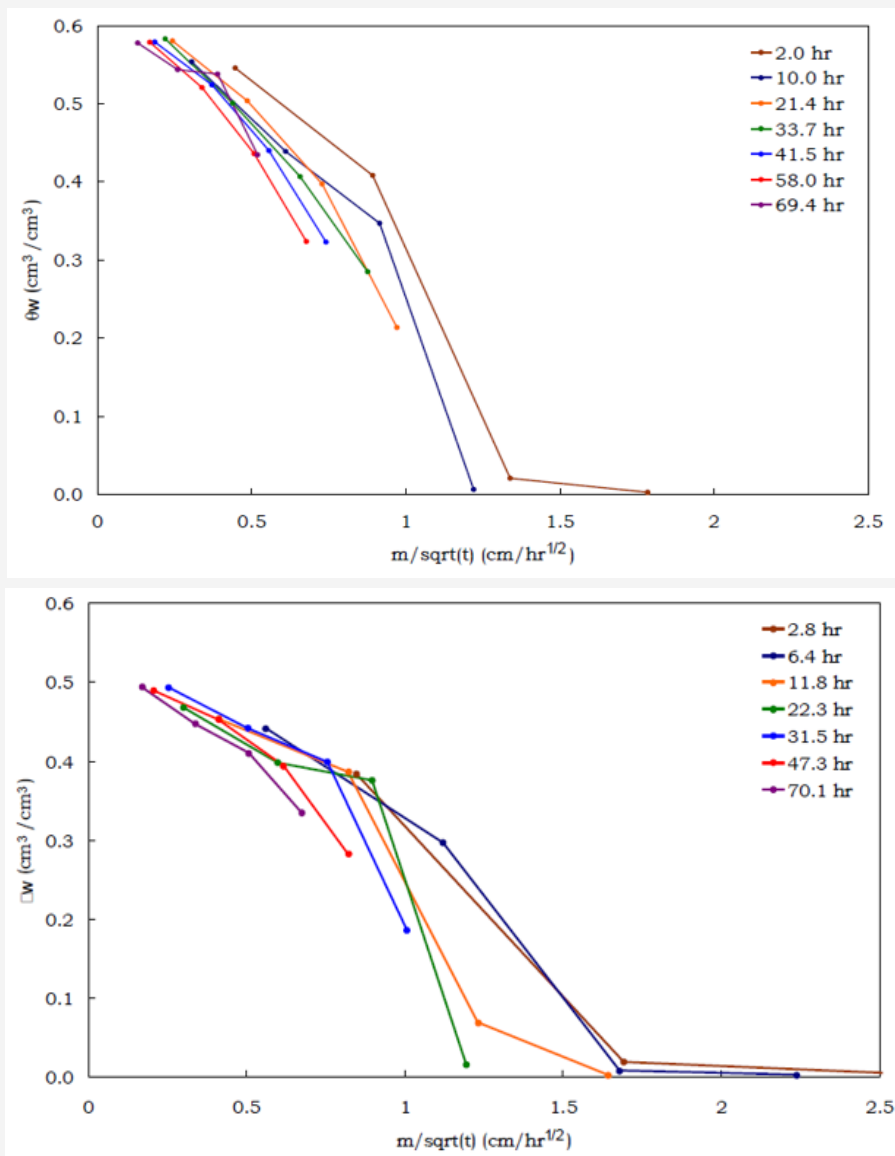 0.6
0.5
0.4
0.3
0.2
0.1
0.0
θw (cm³/cm³)
2.0 hr
10.0 hr
21.4 hr
33.7 hr
41.5 hr
58.0 hr
69.4 hr
0 0.5 1 1.5 2 2.5
m/sqrt(t) (cm/hr^1/2)
0.6
0.5
0.4
0.3
0.2
0.1
0.0
□w (cm³/cm³)
2.8 hr
6.4 hr
11.8 hr
22.3 hr
31.5 hr
47.3 hr
70.1 hr
0 0.5 1 1.5 2 2.5
m/sqrt(t) (cm/hr^1/2)